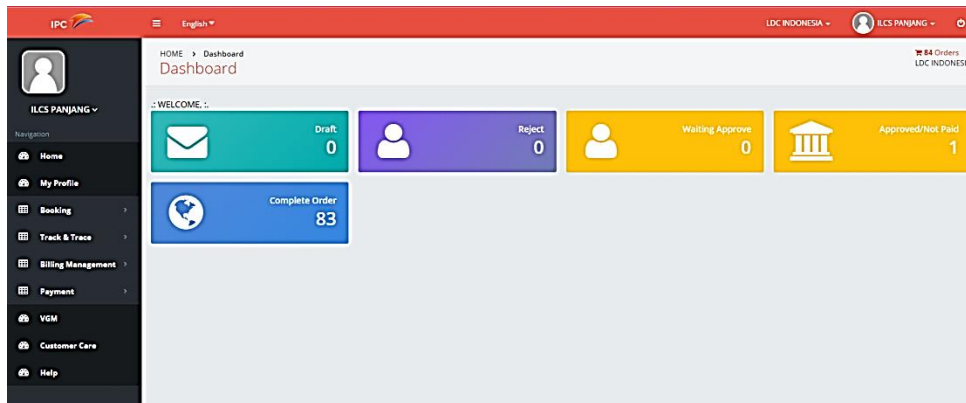 IPC
English
LDC INDONESIA
ILCS PANJANG
HOME > Dashboard
Dashboard
84 Orders
LDC INDONESI
ILCS PANJANG
Navigation
Home
My Profile
Booking
Track & Trace
Billing Management
Payment
VGM
Customer Care
Help
.: WELCOME, :.
Draft
0
Reject
0
Waiting Approve
0
Approved/Not Paid
1
Complete Order
83